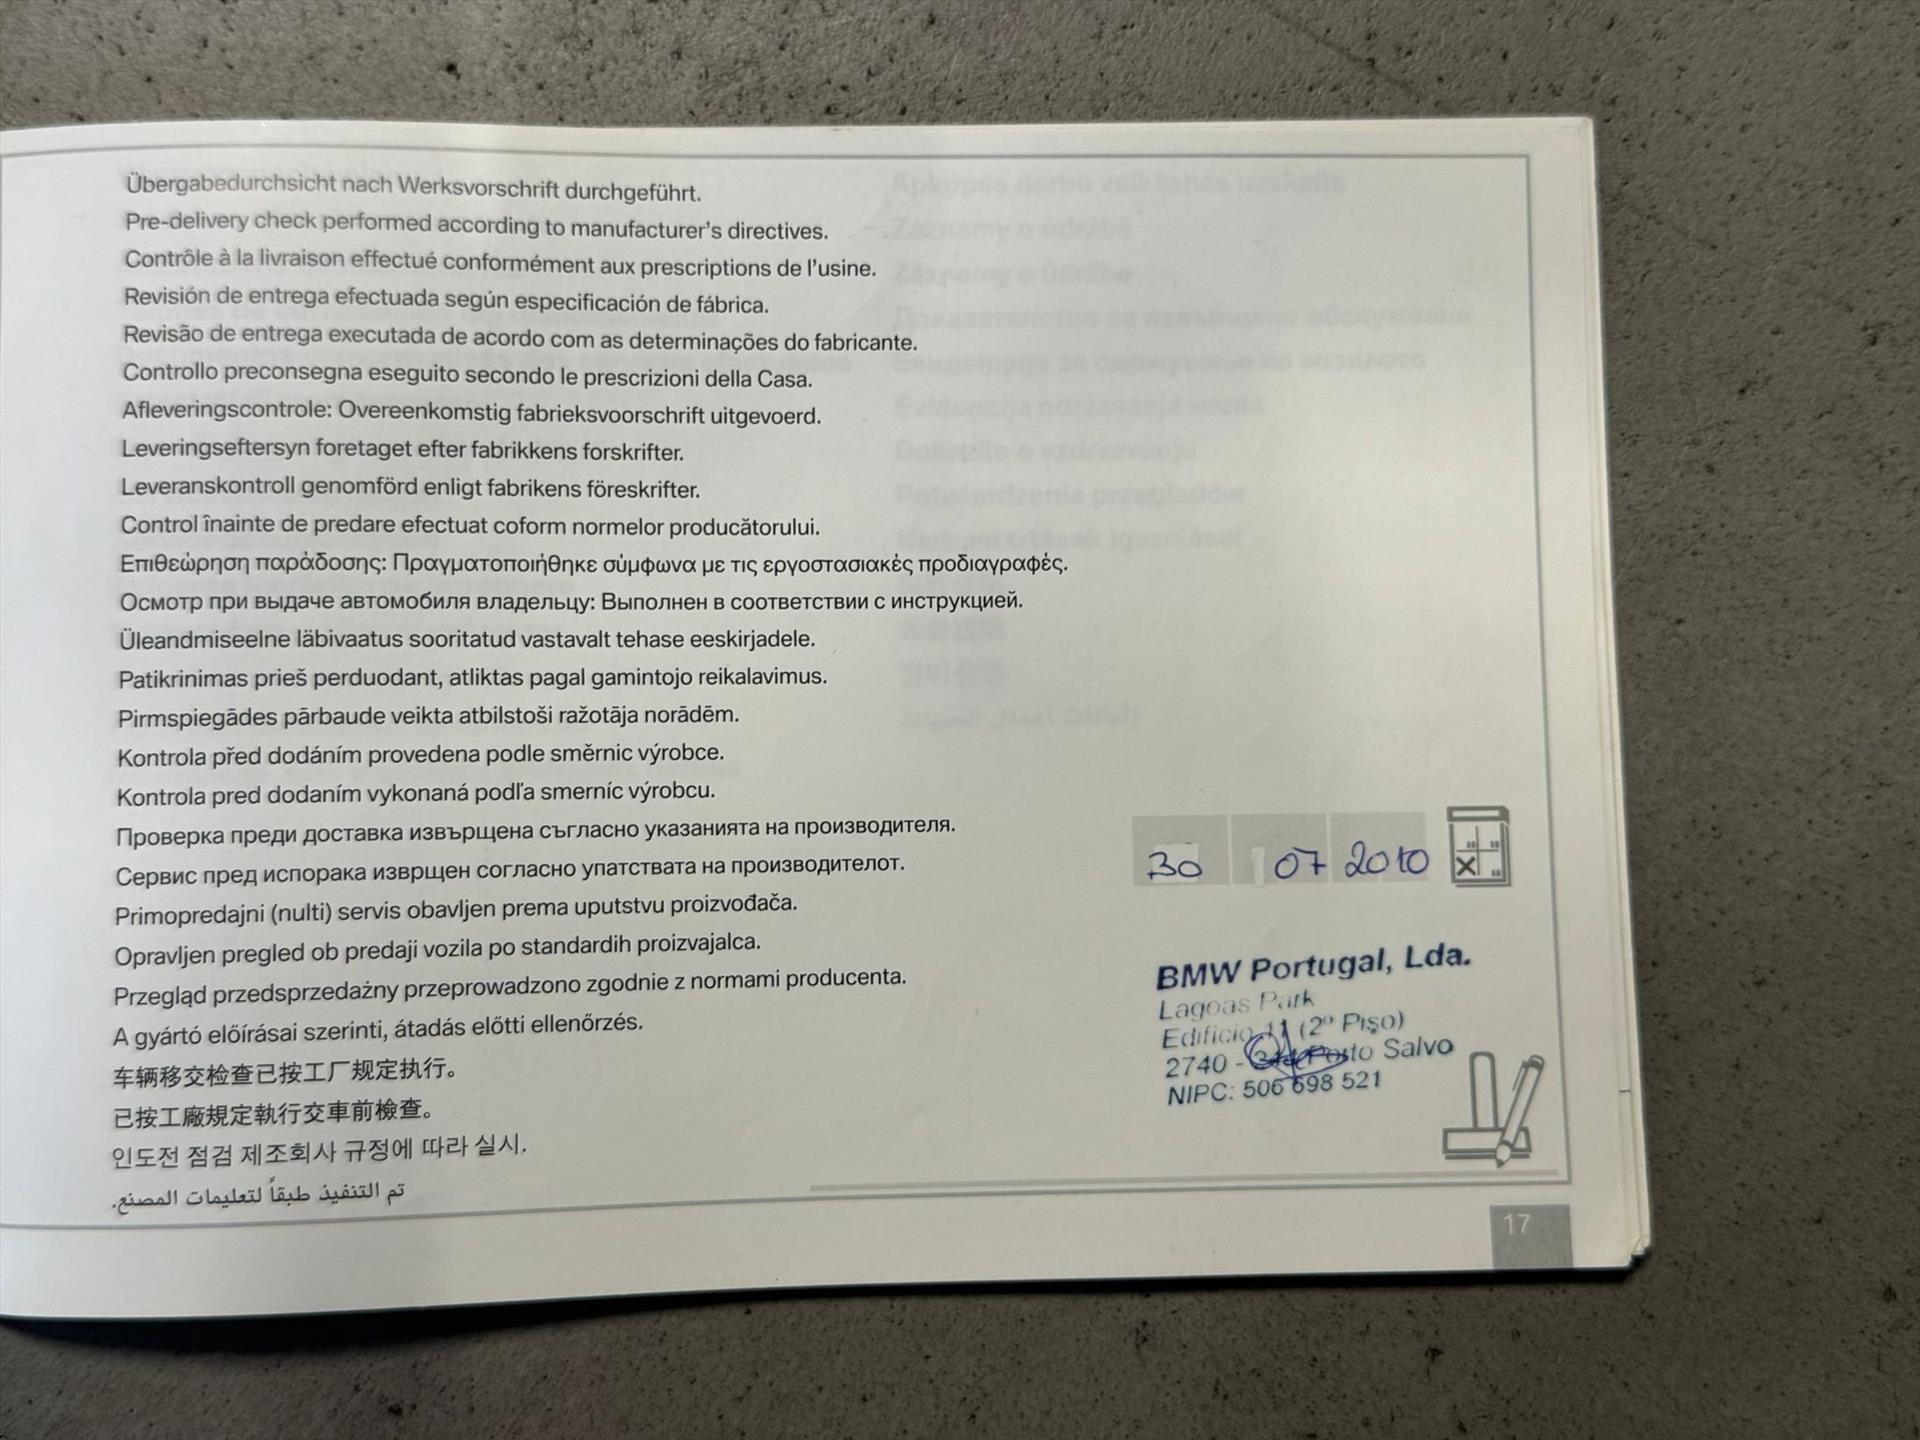 Übergabedurchsicht nach Werksvorschrift durchgeführt.
Pre-delivery check performed according to manufacturer's directives.
Contrôle à la livraison effectué conformément aux prescriptions de l'usine.
Revisión de entrega efectuada según especificación de fábrica.
Revisão de entrega executada de acordo com as determinações do fabricante.
Controllo preconsegna eseguito secondo le prescrizioni della Casa.
Afleveringscontrole: Overeenkomstig fabrieksvoorschrift uitgevoerd.
Leveringseftersyn foretaget efter fabrikkens forskrifter.
Leveranskontroll genomförd enligt fabrikens föreskrifter.
Control înainte de predare efectuat coform normelor producătorului.
Επιθεώρηση παράδοσης: Πραγματοποιήθηκε σύμφωνα με τις εργοστασιακές προδιαγραφές.
Осмотр при выдаче автомобиля владельцу: Выполнен в соответствии с инструкцией.
Üleandmiseelne läbivaatus sooritatud vastavalt tehase eeskirjadele.
Patikrinimas prieš perduodant, atliktas pagal gamintojo reikalavimus.
Pirmspiegādes pārbaude veikta atbilstoši ražotāja norādēm.
Kontrola před dodáním provedena podle směrnic výrobce.
Kontrola pred dodaním vykonaná podľa smerníc výrobcu.
Проверка преди доставка извърщена съгласно указанията на производителя.
Сервис пред испорака изврщен согласно упатствата на производителот.
Primopredajni (nulti) servis obavljen prema uputstvu proizvođača.
Opravljen pregled ob predaji vozila po standardih proizvajalca.
Przegląd przedsprzedażny przeprowadzono zgodnie z normami producenta.
A gyártó előírásai szerinti, átadás előtti ellenőrzés.
车辆移交检查已按工厂规定执行。
已按工廠規定執行交車前檢查。
인도전 점검 제조회사 규정에 따라 실시.
تم التنفيذ طبقاً لتعليمات المصنع.
30 07 2010
BMW Portugal, Lda.
Lagoas Park
Edifício 11 (2º Piso)
2740 - Porto Salvo
NIPC: 506 698 521
17